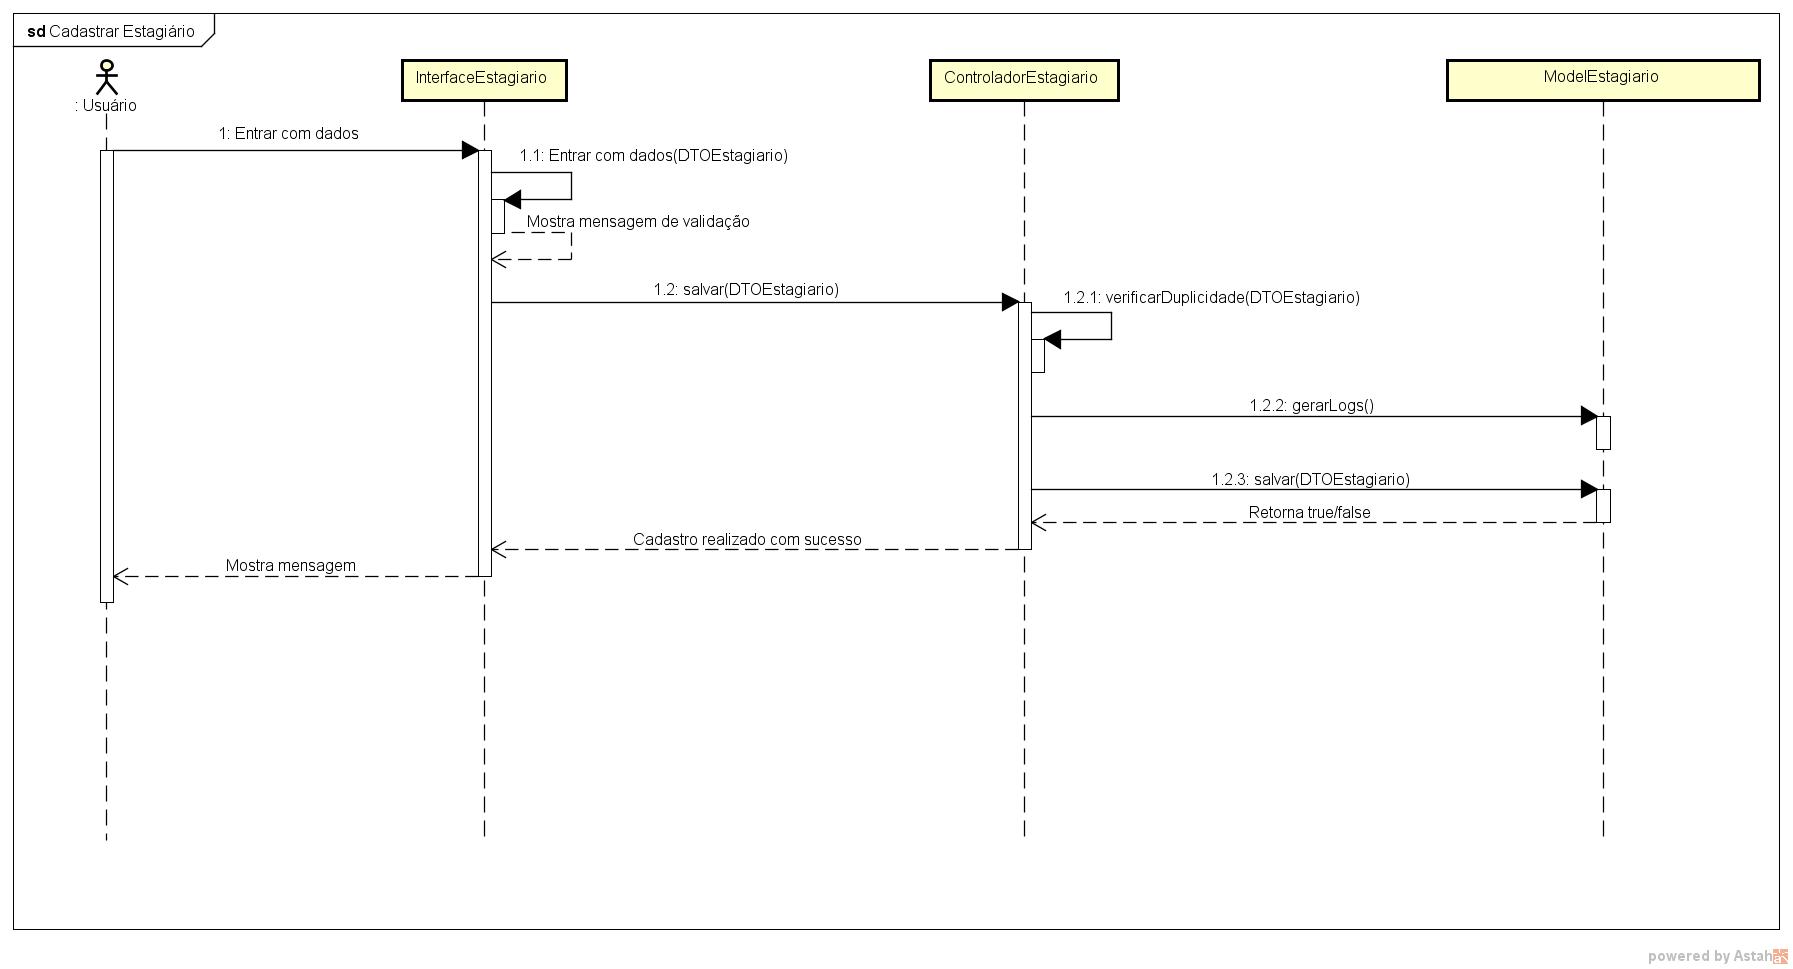 sd Cadastrar Estagiário
: Usuário
InterfaceEstagiario
ControladorEstagiario
ModelEstagiario
1: Entrar com dados
1.1: Entrar com dados(DTOEstagiario)
Mostra mensagem de validação
1.2: salvar(DTOEstagiario)
1.2.1: verificarDuplicidade(DTOEstagiario)
1.2.2: gerarLogs()
1.2.3: salvar(DTOEstagiario)
Retorna true/false
Cadastro realizado com sucesso
Mostra mensagem
powered by Astah